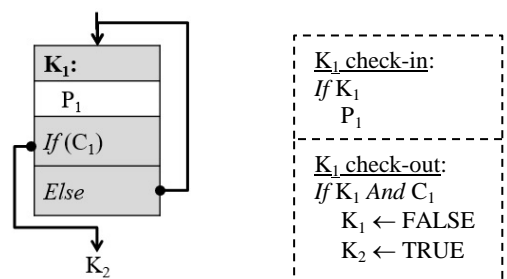 K₁:
P₁
If (C₁)
Else
K₂
K₁ check-in:
If K₁
P₁
K₁ check-out:
If K₁ And C₁
K₁ ← FALSE
K₂ ← TRUE